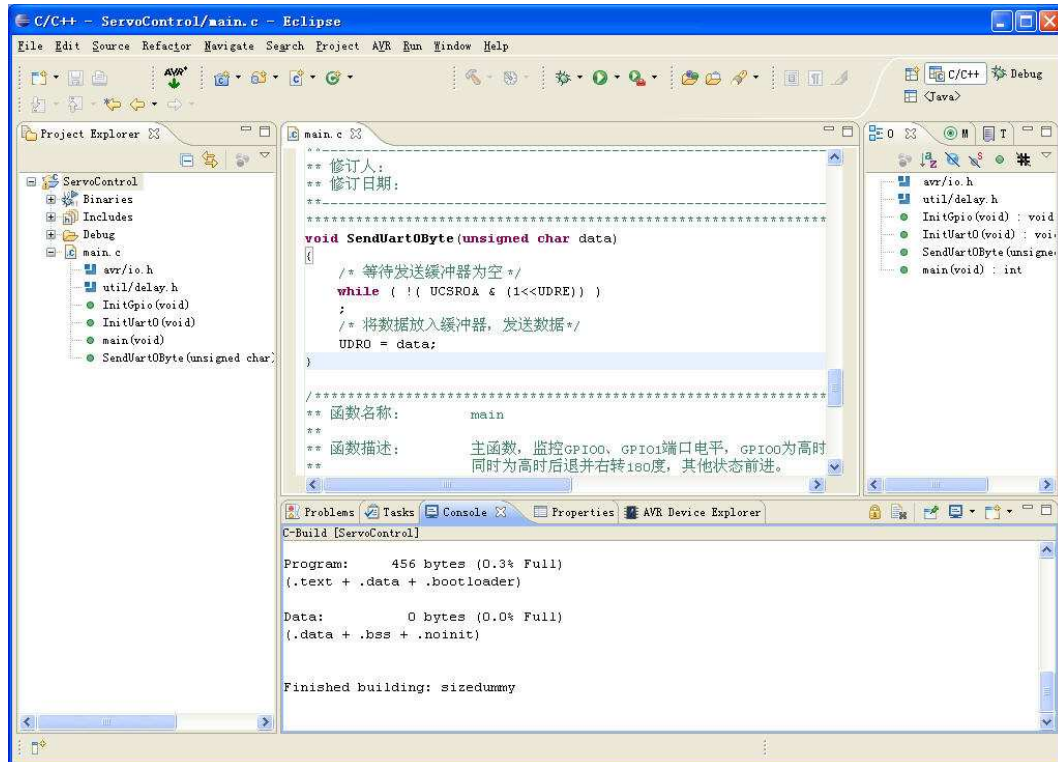 C/C++ - ServoControl/main.c - Eclipse
File Edit Source Refactor Navigate Search Project AVR Run Window Help
AVR
C/C++ Debug
<Java>
Project Explorer
ServoControl
Binaries
Includes
Debug
main.c
avr/io.h
util/delay.h
InitGpio(void)
InitUart0(void)
main(void)
SendUart0Byte(unsigned char)
main.c
**------------------------------------------------------------
** 修订人:
** 修订日期:
**------------------------------------------------------------
***************************************************************
void SendUart0Byte(unsigned char data)
{
/* 等待发送缓冲器为空 */
while ( !( UCSR0A & (1<<UDRE)) )
;
/* 将数据放入缓冲器，发送数据*/
UDR0 = data;
}
/**************************************************************
** 函数名称: main
**
** 函数描述: 主函数，监控GPIO0、GPIO1端口电平，GPIO0为高时
** 同时为高时后退并右转180度，其他状态前进。
O M T
avr/io.h
util/delay.h
InitGpio(void) : void
InitUart0(void) : voi
SendUart0Byte(unsigne
main(void) : int
Problems Tasks Console Properties AVR Device Explorer
C-Build [ServoControl]
Program: 456 bytes (0.3% Full)
(.text + .data + .bootloader)
Data: 0 bytes (0.0% Full)
(.data + .bss + .noinit)
Finished building: sizedummy